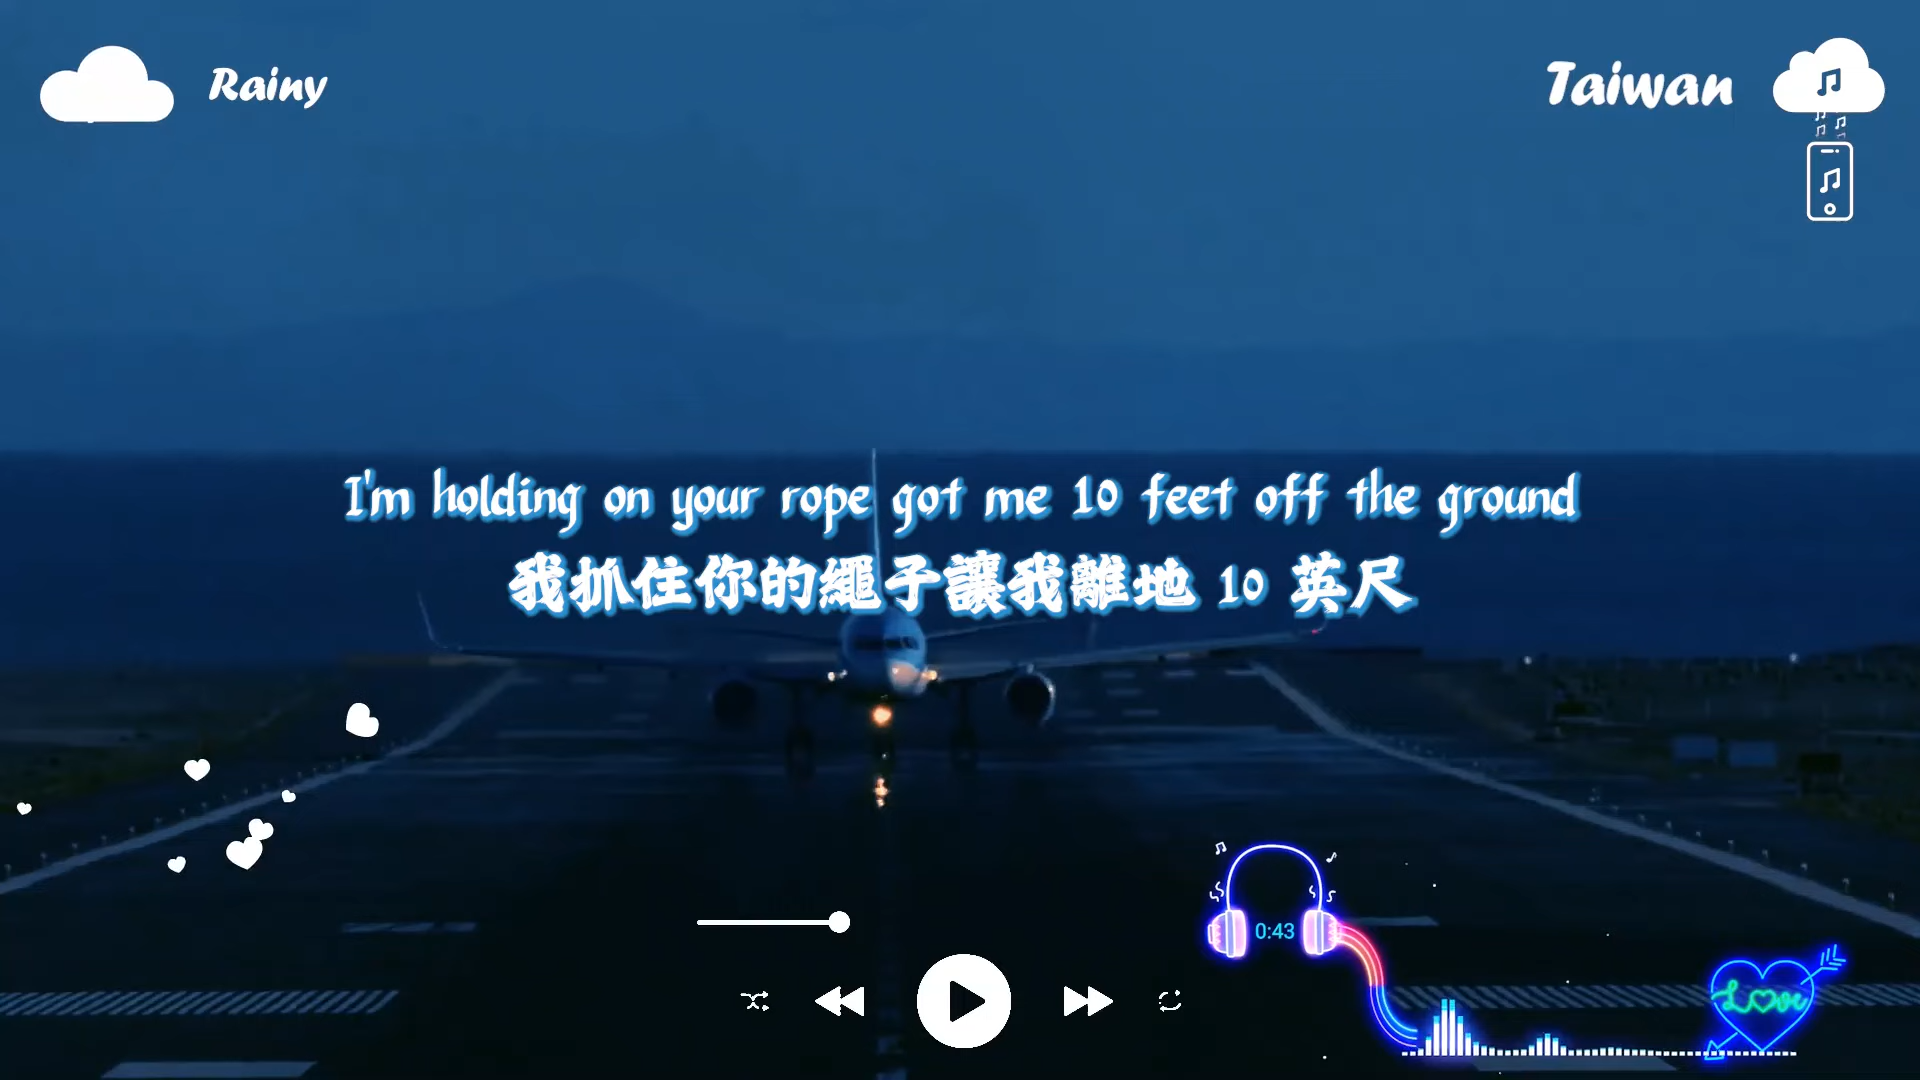 Rainy
Taiwan
I'm holding on your rope got me 10 feet off the ground
我抓住你的繩子讓我離地 10 英尺
0:43
Love